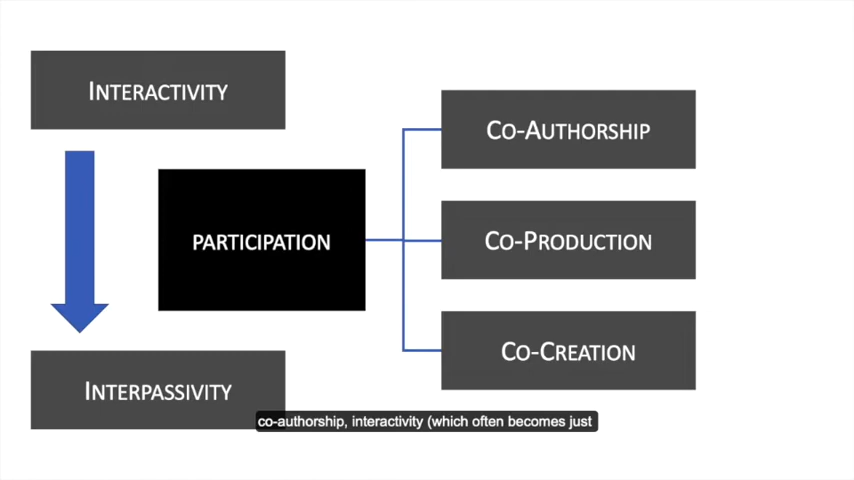 INTERACTIVITY
CO-AUTHORSHIP
PARTICIPATION
CO-PRODUCTION
CO-CREATION
INTERPASSIVITY
co-authorship, interactivity (which often becomes just